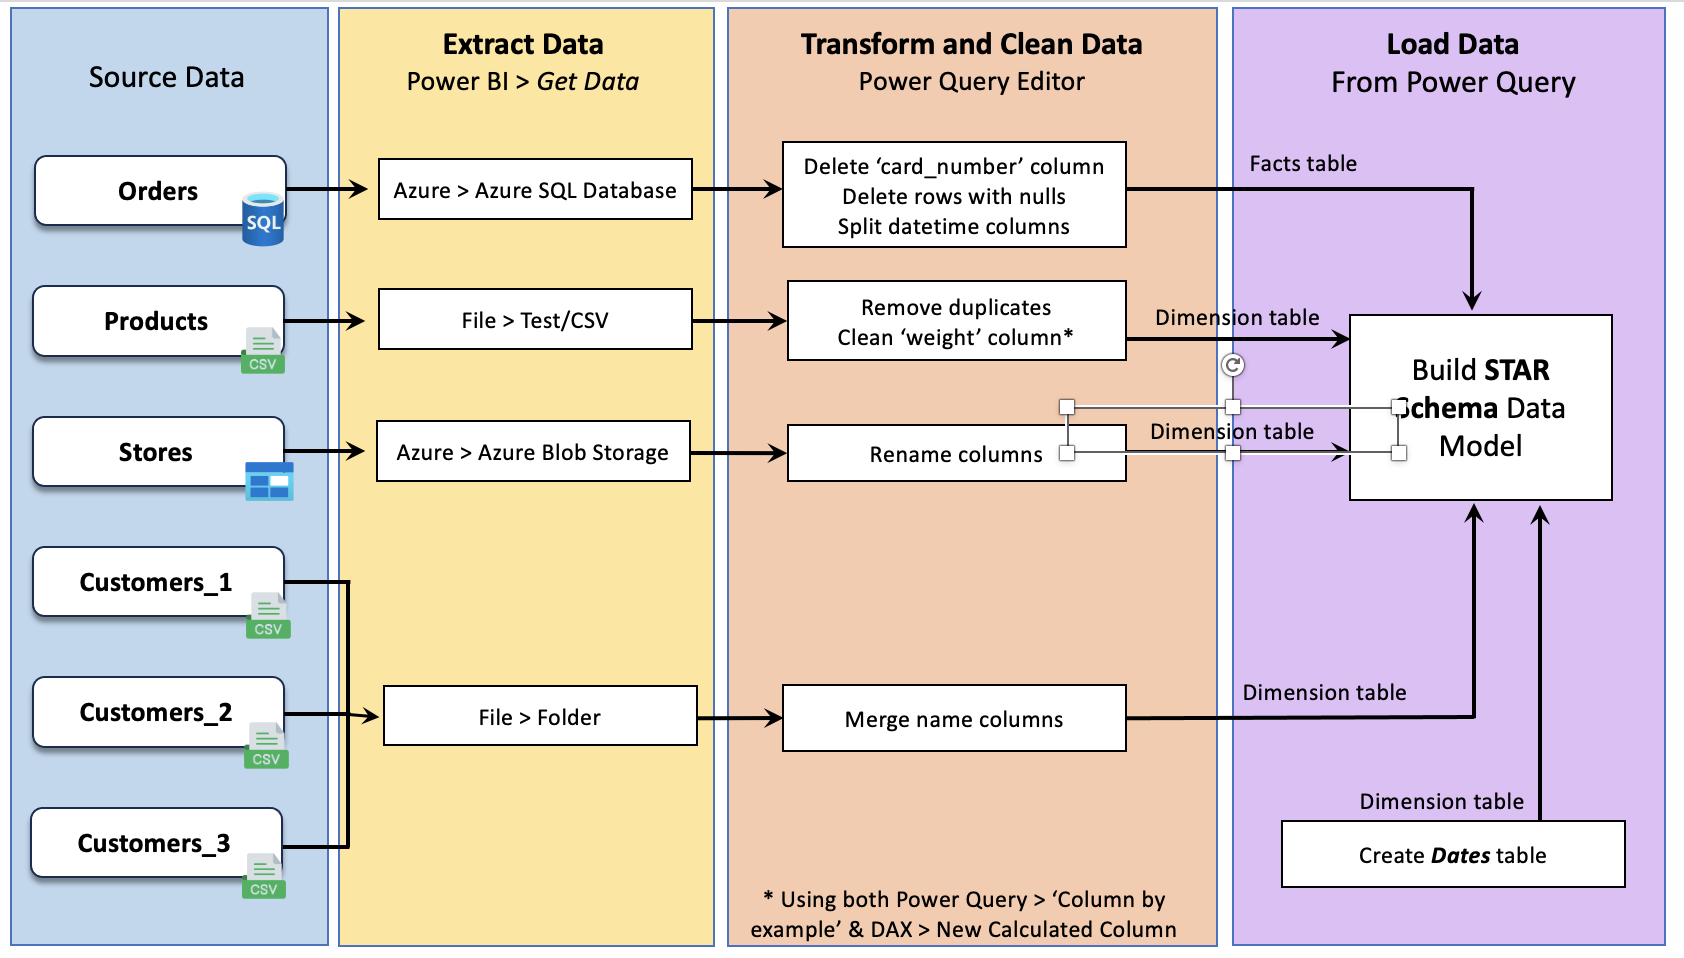 Source Data
Extract Data
Power BI > Get Data
Transform and Clean Data
Power Query Editor
Load Data
From Power Query
Orders
SQL
Azure > Azure SQL Database
Delete ‘card_number’ column
Delete rows with nulls
Split datetime columns
Facts table
Products
CSV
File > Test/CSV
Remove duplicates
Clean ‘weight’ column*
Dimension table
Build STAR
Schema Data
Model
Stores
Azure > Azure Blob Storage
Rename columns
Dimension table
Customers_1
CSV
Customers_2
CSV
File > Folder
Merge name columns
Dimension table
Customers_3
CSV
Dimension table
Create Dates table
* Using both Power Query > ‘Column by
example’ & DAX > New Calculated Column